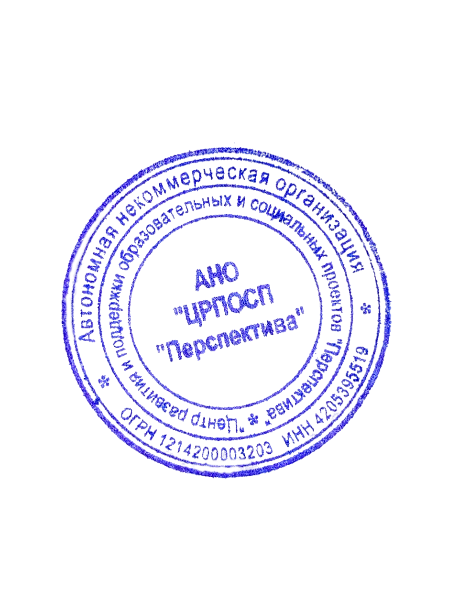 Автономная некоммерческая организация
"Центр развития и поддержки образовательных и социальных проектов "Перспектива"
АНО
"ЦРПОСП
"Перспектива"
ОГРН 1214200003203 ИНН 4205395519